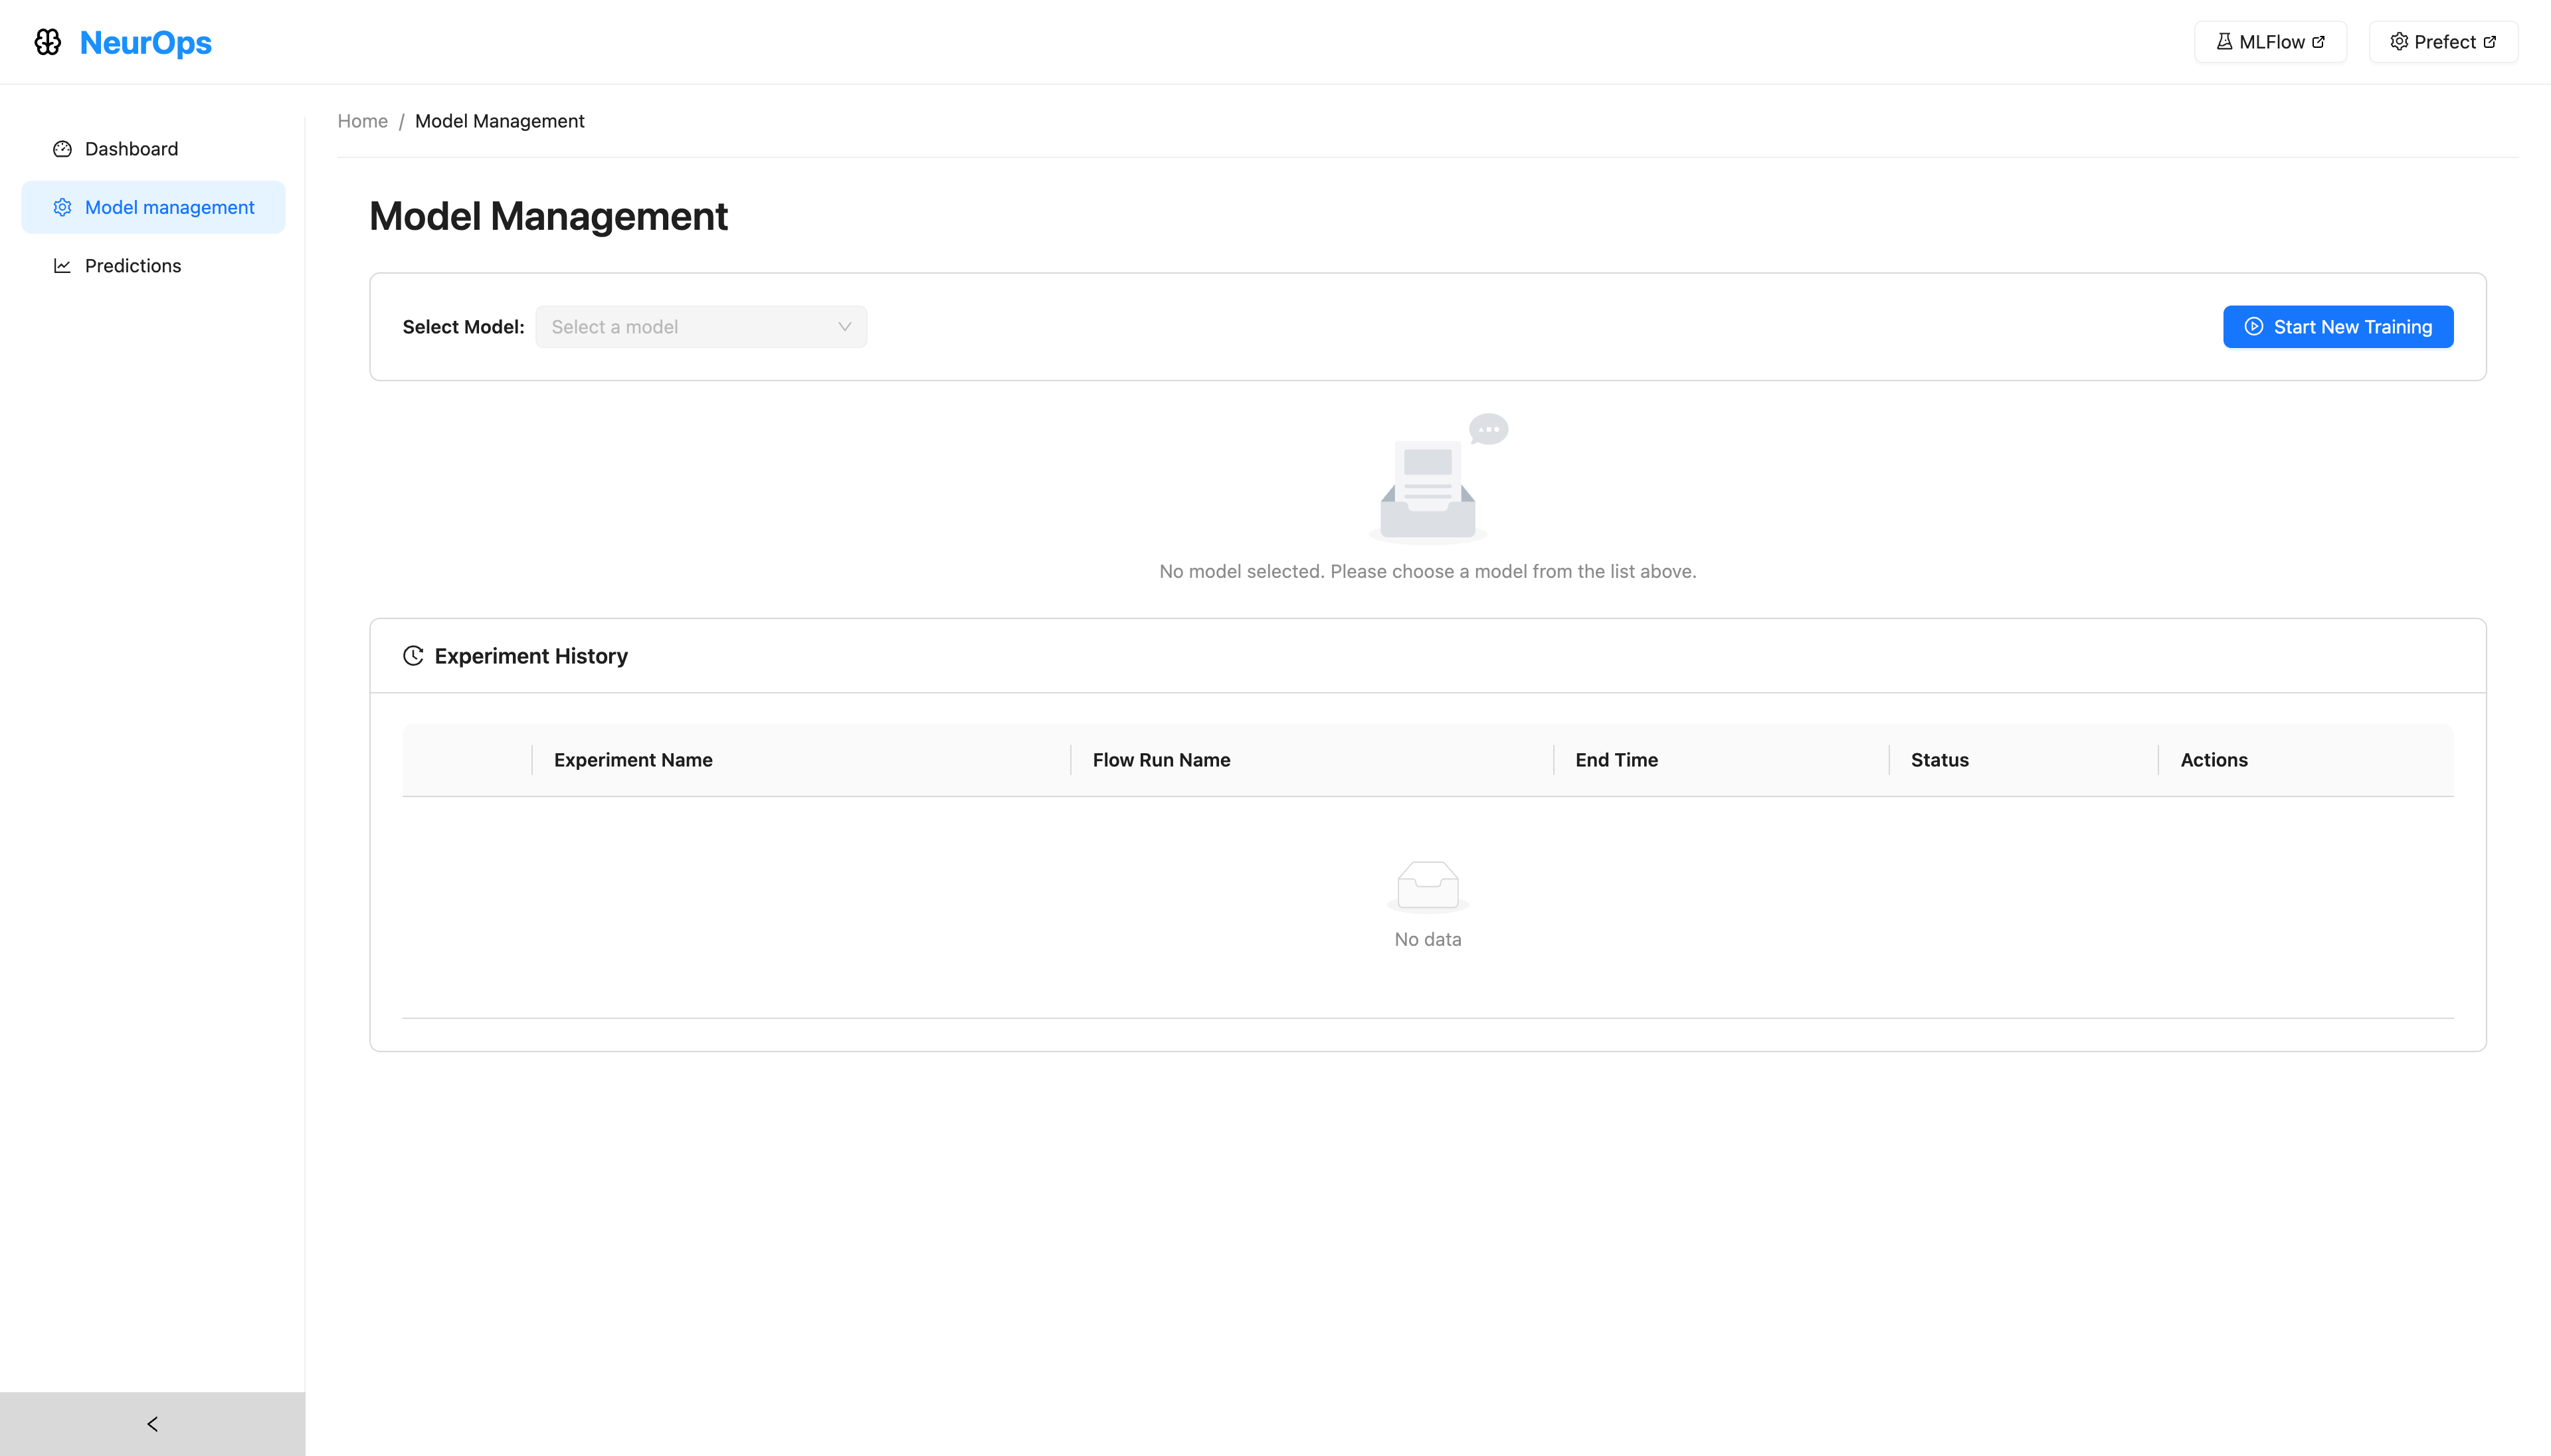 NeurOps
MLFlow
Prefect
Home / Model Management
Dashboard
Model management
Predictions
Model Management
Select Model: Select a model
Start New Training
No model selected. Please choose a model from the list above.
Experiment History
Experiment Name Flow Run Name End Time Status Actions
No data